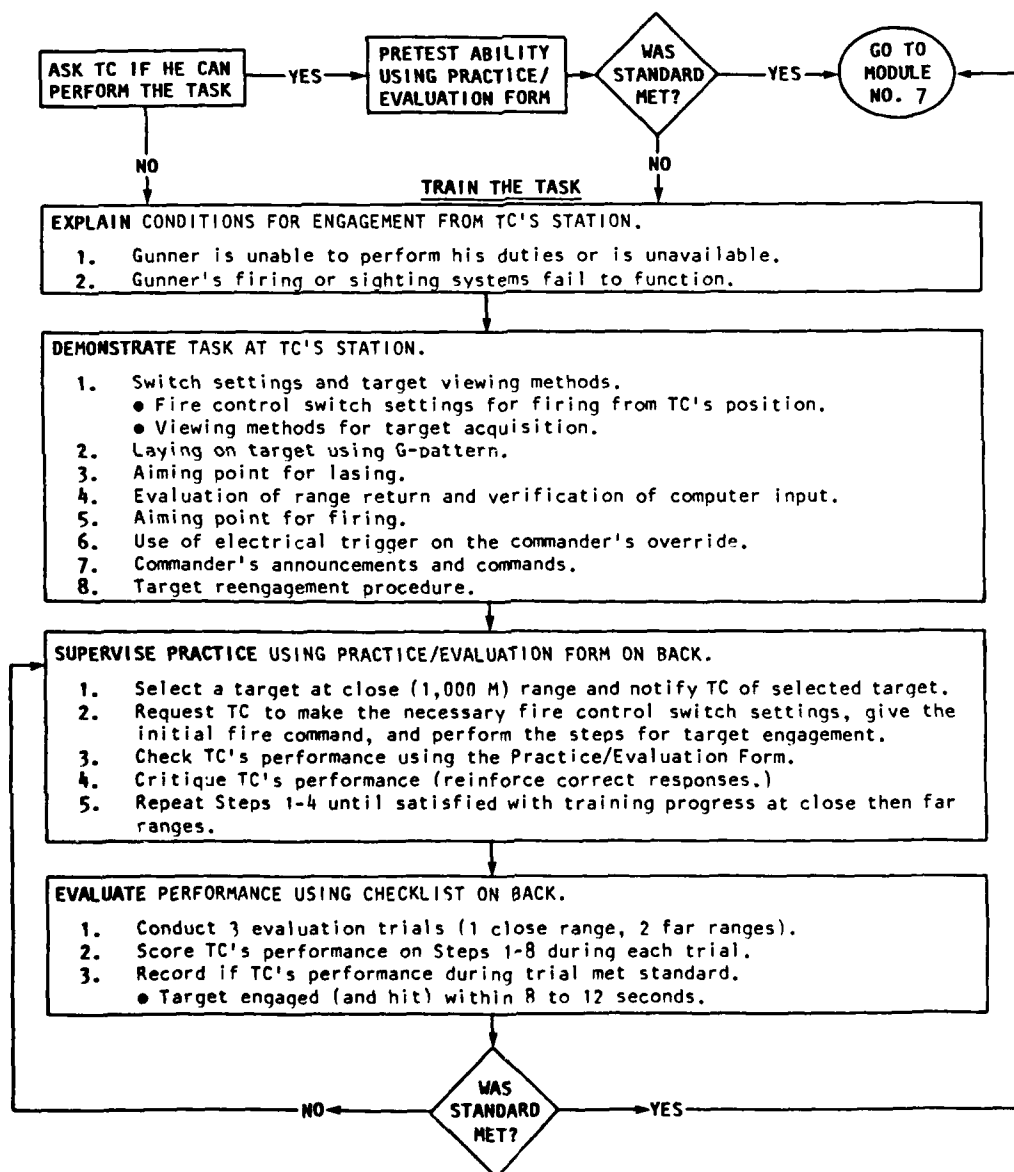 ASK TC IF HE CAN
PERFORM THE TASK
YES
PRETEST ABILITY
USING PRACTICE/
EVALUATION FORM
WAS
STANDARD
MET?
YES
GO TO
MODULE
NO. 7
NO
NO
TRAIN THE TASK
EXPLAIN CONDITIONS FOR ENGAGEMENT FROM TC'S STATION.
1. Gunner is unable to perform his duties or is unavailable.
2. Gunner's firing or sighting systems fail to function.
DEMONSTRATE TASK AT TC'S STATION.
1. Switch settings and target viewing methods.
• Fire control switch settings for firing from TC's position.
• Viewing methods for target acquisition.
2. Laying on target using G-pattern.
3. Aiming point for lasing.
4. Evaluation of range return and verification of computer input.
5. Aiming point for firing.
6. Use of electrical trigger on the commander's override.
7. Commander's announcements and commands.
8. Target reengagement procedure.
SUPERVISE PRACTICE USING PRACTICE/EVALUATION FORM ON BACK.
1. Select a target at close (1,000 M) range and notify TC of selected target.
2. Request TC to make the necessary fire control switch settings, give the
initial fire command, and perform the steps for target engagement.
3. Check TC's performance using the Practice/Evaluation Form.
4. Critique TC's performance (reinforce correct responses.)
5. Repeat Steps 1-4 until satisfied with training progress at close then far
ranges.
EVALUATE PERFORMANCE USING CHECKLIST ON BACK.
1. Conduct 3 evaluation trials (1 close range, 2 far ranges).
2. Score TC's performance on Steps 1-8 during each trial.
3. Record if TC's performance during trial met standard.
• Target engaged (and hit) within 8 to 12 seconds.
NO
WAS
STANDARD
MET?
YES